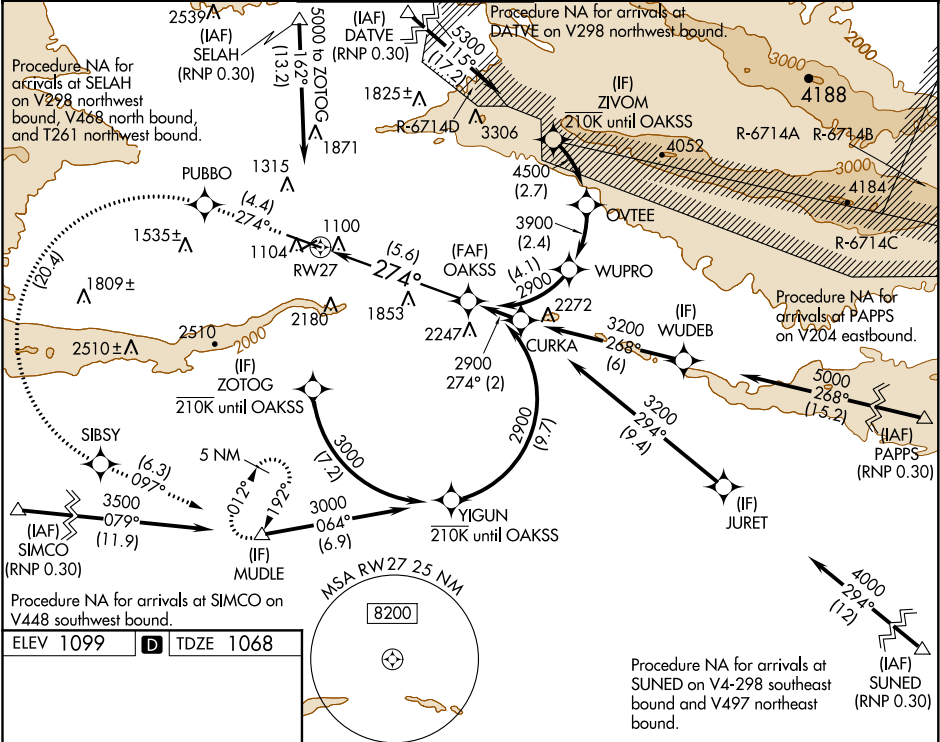 2539
(IAF)
SELAH
(RNP 0.30)
5000 to ZOTOG
162°
(13.2)
(IAF)
DATVE
(RNP 0.30)
5300
115°
(17.2)
Procedure NA for arrivals at
DATVE on V298 northwest bound.
2000
3000
4188
Procedure NA for
arrivals at SELAH
on V298 northwest
bound, V468 north bound,
and T261 northwest bound.
1825±
R-6714D
3306
(IF)
ZIVOM
210K until OAKSS
R-6714A
R-6714B
4052
3000
4184
R-6714C
1871
1315
PUBBO
(4.4)
274°
1535±
1104
1100
RW27
(5.6)
274°
(FAF)
OAKSS
4500
(2.7)
OVTEE
3900
(2.4)
WUPRO
(4.1)
2900
(20.4)
1809±
2180
1853
2247
2272
CURKA
2900
274° (2)
3200
268°
(6)
(IF)
WUDEB
Procedure NA for
arrivals at PAPPS
on V204 eastbound.
2510±
2510
2000
(IF)
ZOTOG
210K until OAKSS
3000
(7.2)
2900
(9.7)
3200
294°
(9.4)
5000
268°
(15.2)
(IAF)
PAPPS
(RNP 0.30)
SIBSY
(6.3)
097°
5 NM
012°
192°
3500
079°
(11.9)
(IAF)
SIMCO
(RNP 0.30)
3000
064°
(6.9)
(IF)
MUDLE
YIGUN
210K until OAKSS
(IF)
JURET
Procedure NA for arrivals at SIMCO on
V448 southwest bound.
MSA RW27 25 NM
8200
4000
294°
(12)
(IAF)
SUNED
(RNP 0.30)
ELEV 1099 D TDZE 1068
Procedure NA for arrivals at
SUNED on V4-298 southeast
bound and V497 northeast
bound.